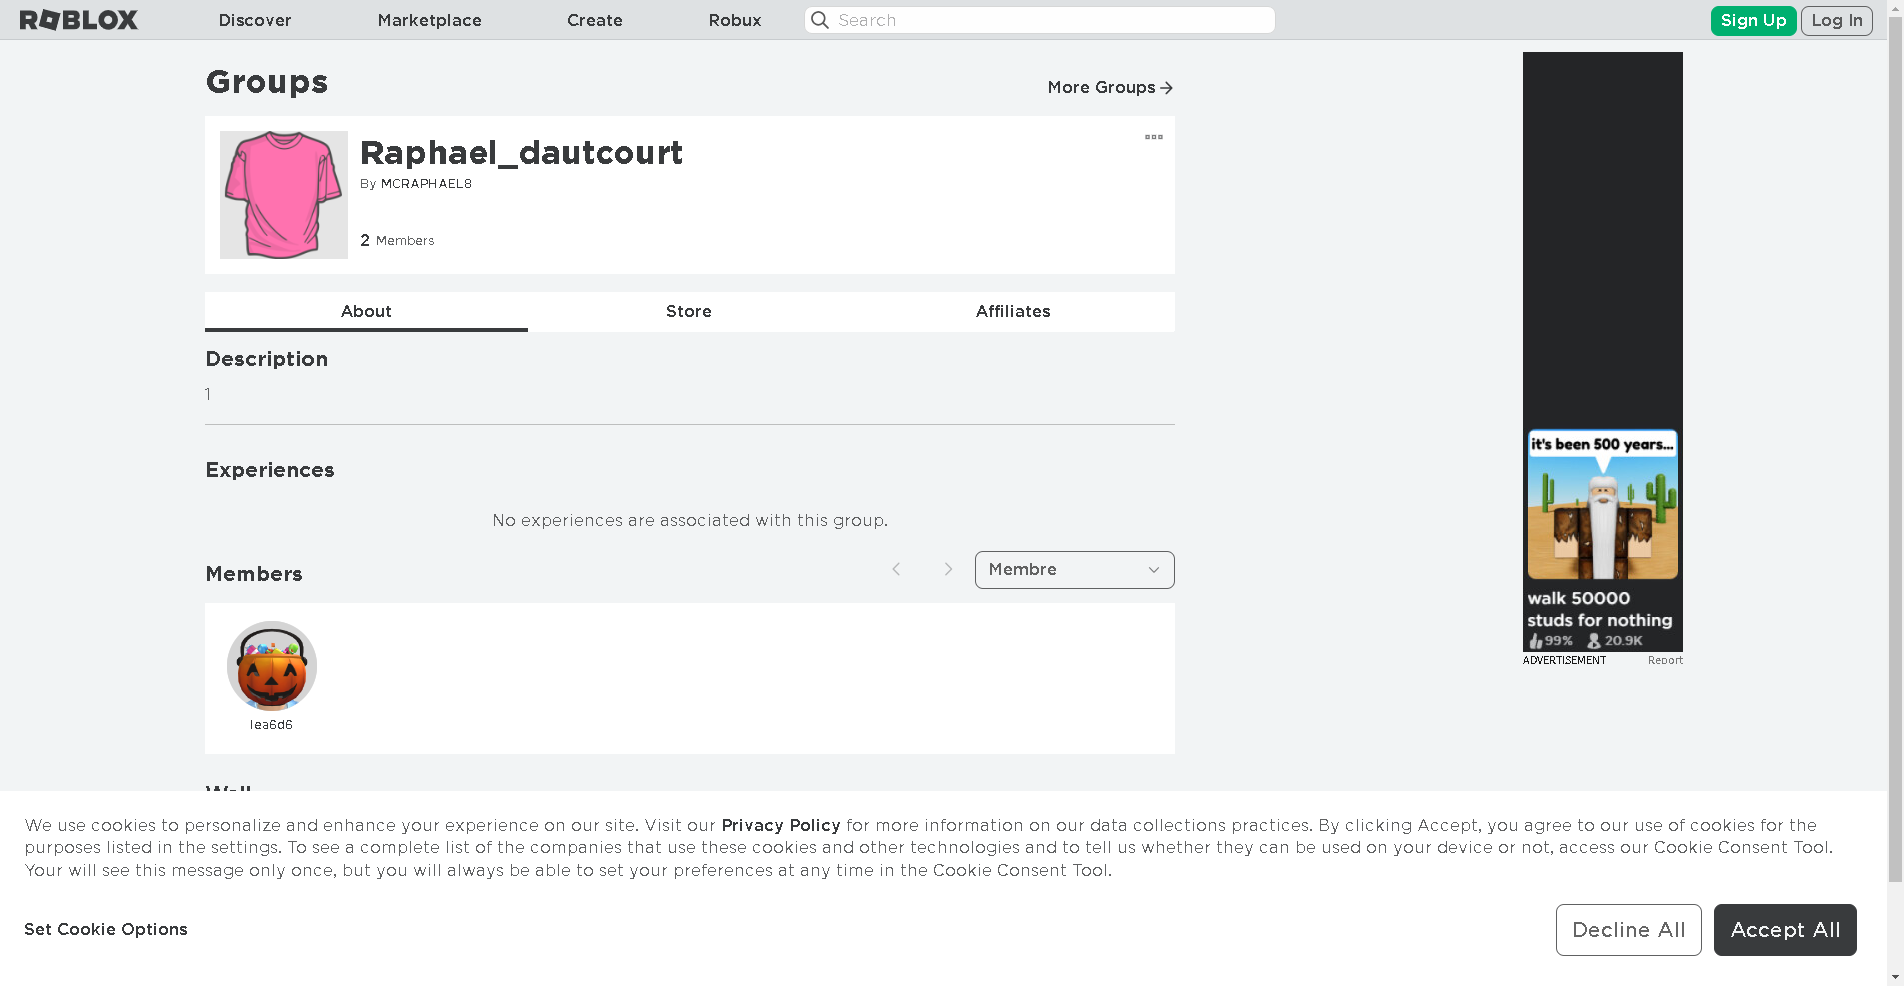 ROBLOX
Discover
Marketplace
Create
Robux
Search
Sign Up
Log In
Groups
More Groups
Raphael_dautcourt
By MCRAPHAEL8
2 Members
About
Store
Affiliates
Description
1
Experiences
No experiences are associated with this group.
Members
Membre
lea6d6
Wall
it's been 500 years...
walk 50000
studs for nothing
99% 20.9K
ADVERTISEMENT
Report
We use cookies to personalize and enhance your experience on our site. Visit our Privacy Policy for more information on our data collections practices. By clicking Accept, you agree to our use of cookies for the
purposes listed in the settings. To see a complete list of the companies that use these cookies and other technologies and to tell us whether they can be used on your device or not, access our Cookie Consent Tool.
Your will see this message only once, but you will always be able to set your preferences at any time in the Cookie Consent Tool.
Set Cookie Options
Decline All
Accept All